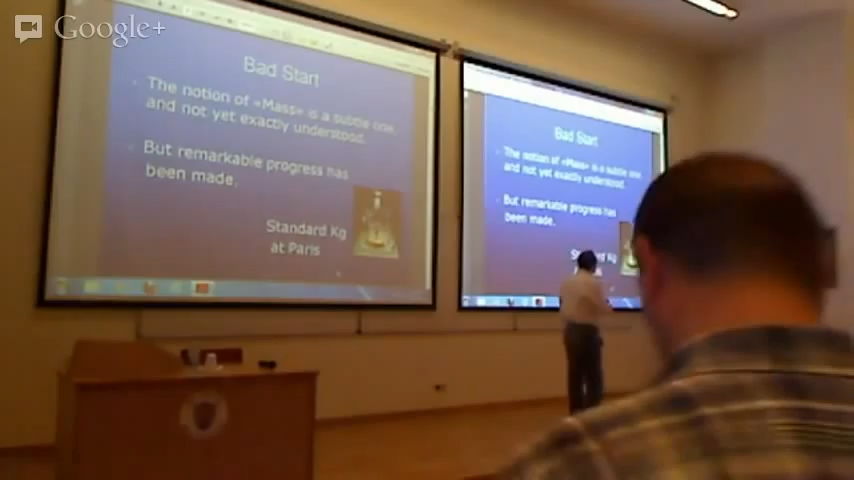 Google+
Bad Start
The notion of «Mass» is a subtle one,
and not yet exactly understood.
But remarkable progress has
been made.
Standard Kg
at Paris
Bad Start
The notion of «Mass» is a subtle one,
and not yet exactly understood.
But remarkable progress has
been made.
Kg